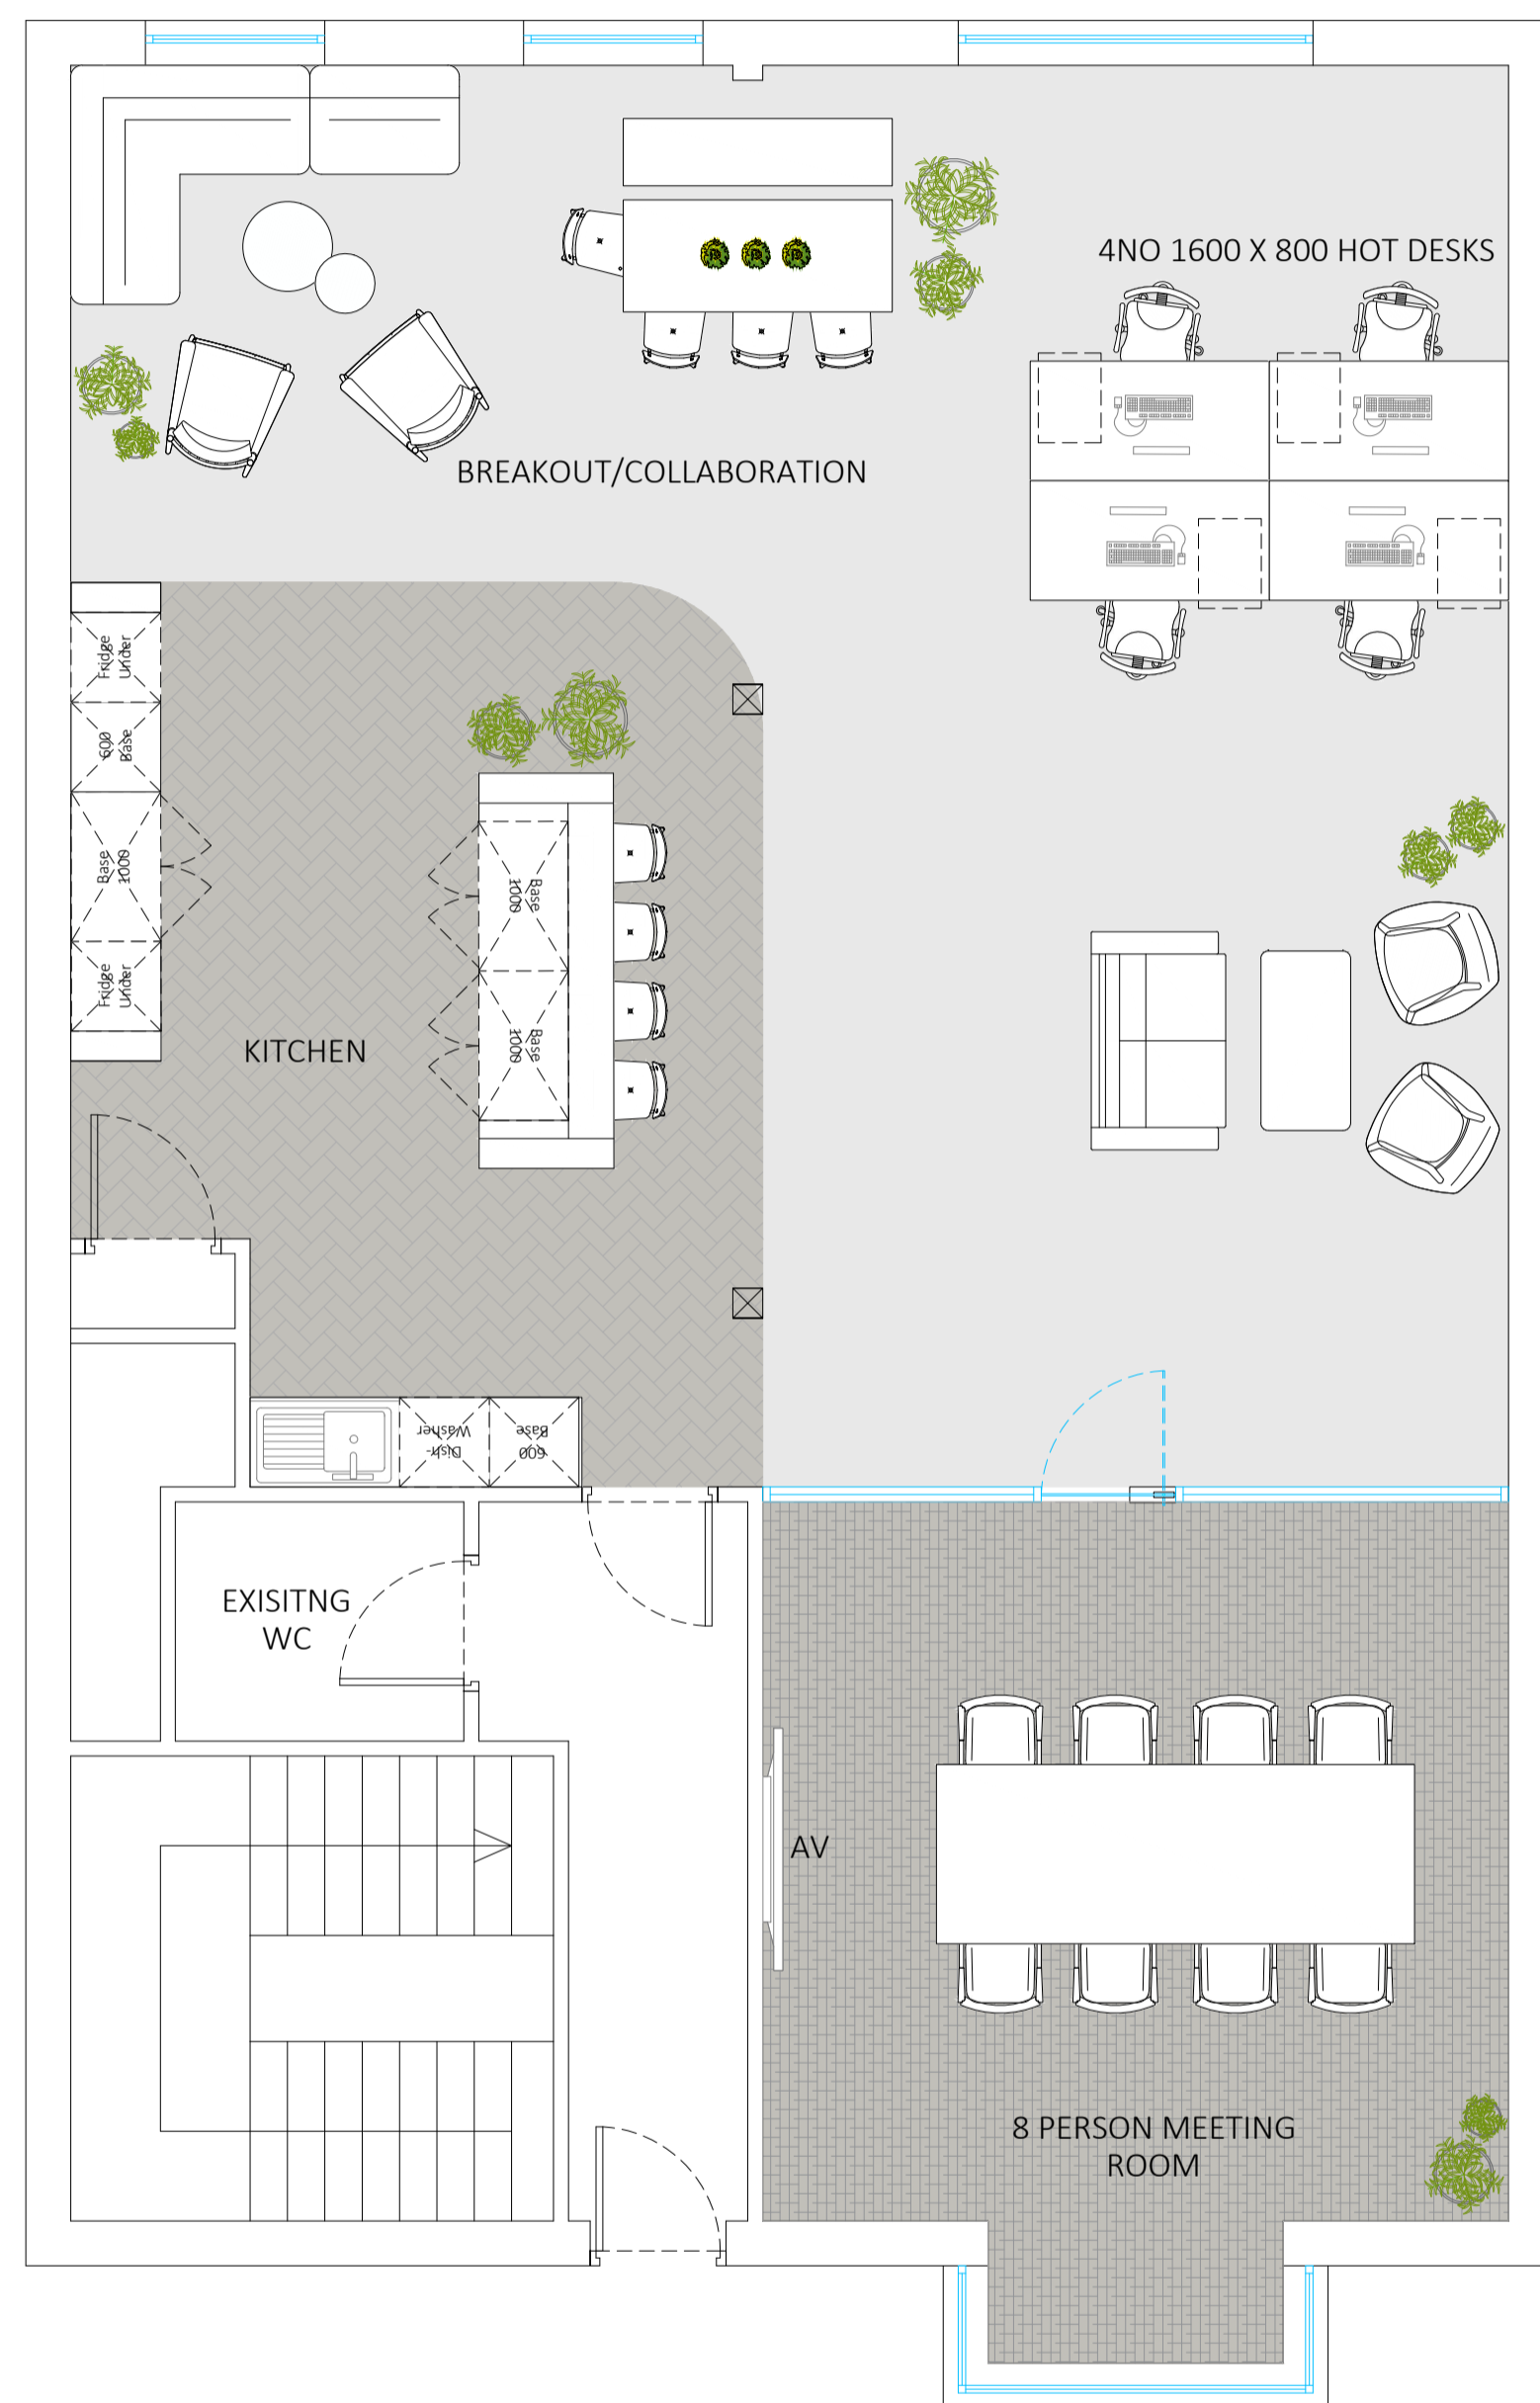 4NO 1600 X 800 HOT DESKS
BREAKOUT/COLLABORATION
Fridge
Under
600
Base
Base
1000
Fridge
Under
Base
1000
Base
1000
KITCHEN
Dish-
Washer
600
Base
EXISITNG
WC
AV
8 PERSON MEETING
ROOM